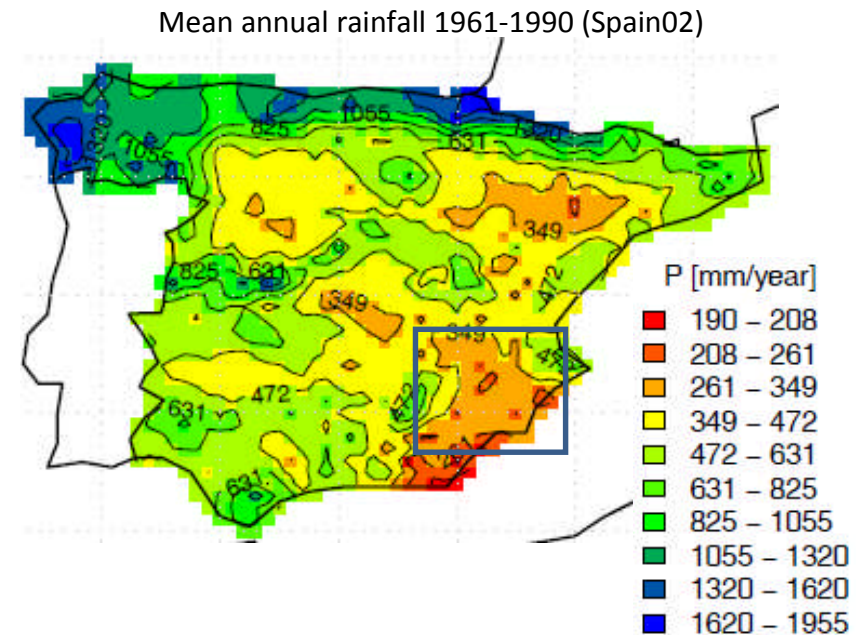 Mean annual rainfall 1961-1990 (Spain02)
1055
825
1320
631
1320
1055
349
825
631
472
349
349
472
472
631
631
P [mm/year]
190 – 208
208 – 261
261 – 349
349 – 472
472 – 631
631 – 825
825 – 1055
1055 – 1320
1320 – 1620
1620 – 1955